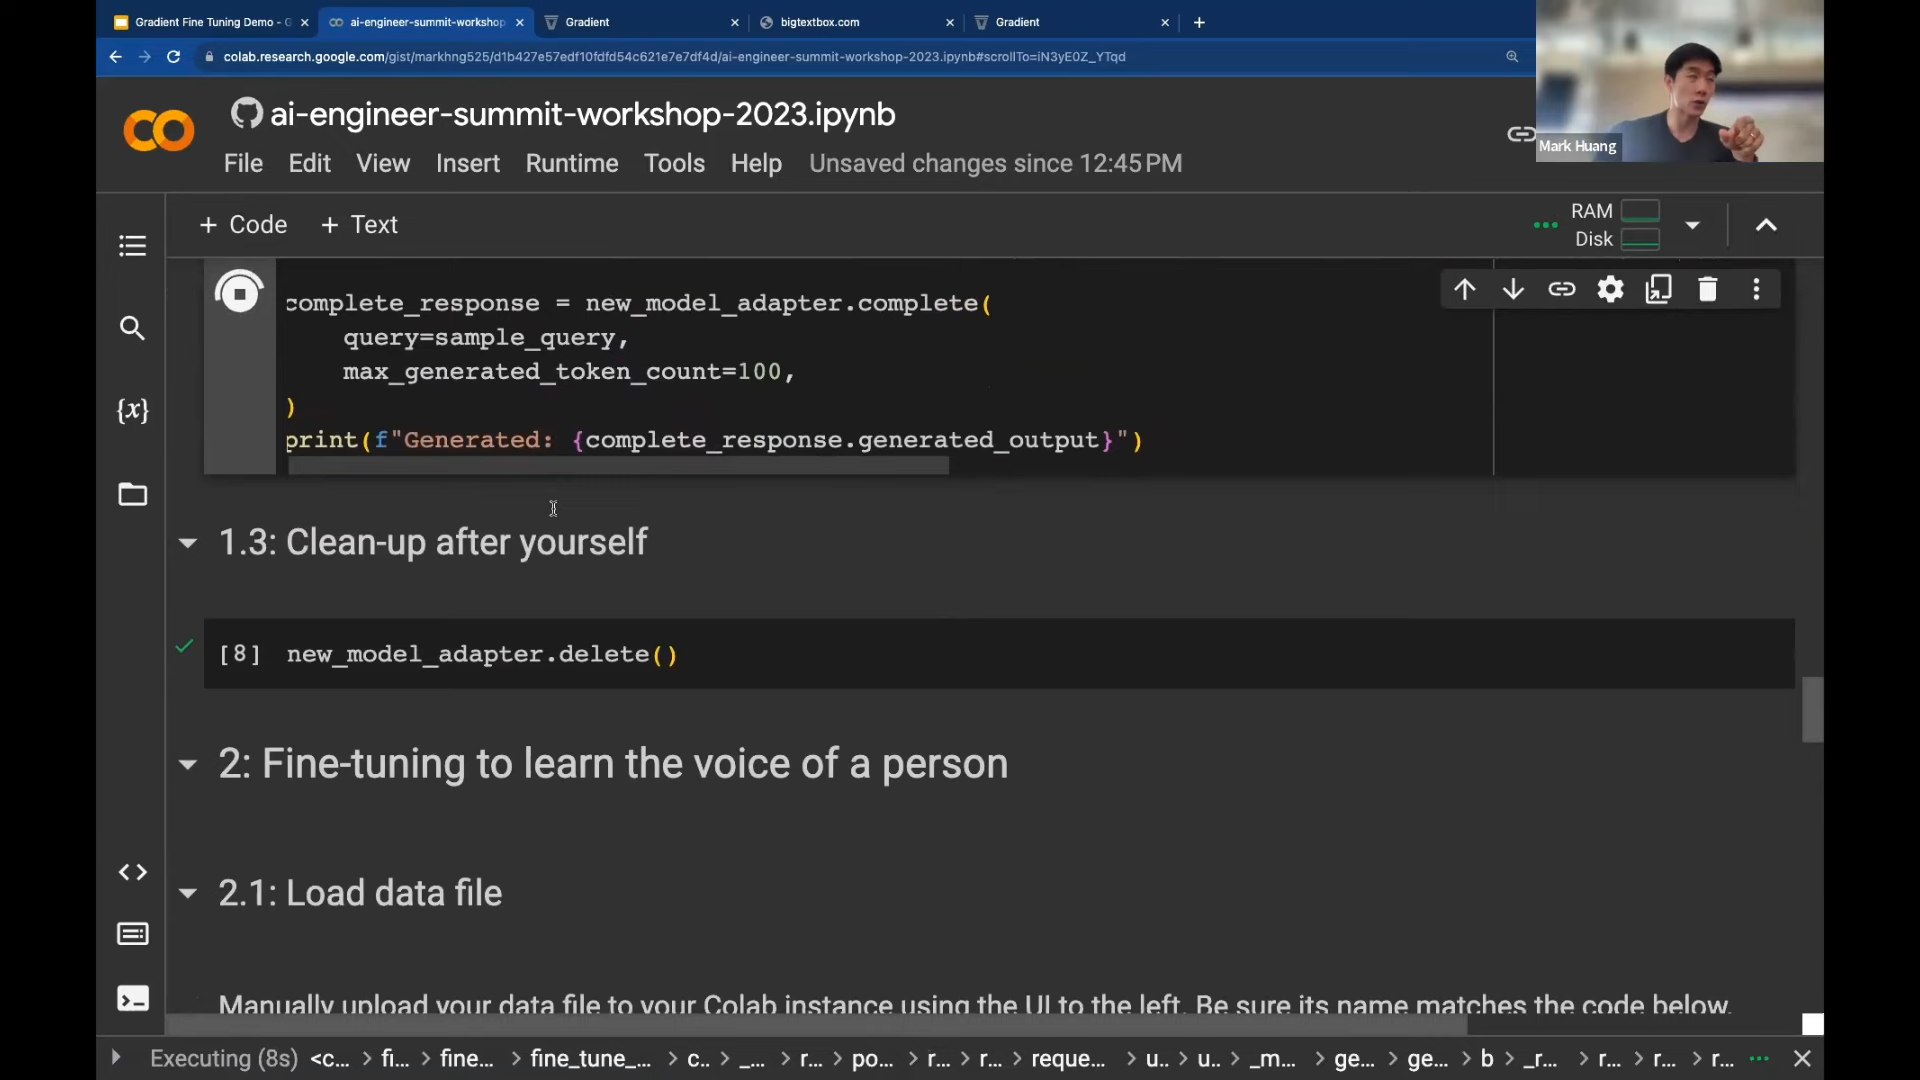 Gradient Fine Tuning Demo - G
ai-engineer-summit-workshop
Gradient
bigtextbox.com
Gradient
colab.research.google.com/gist/markhng525/d1b427e57edf10fdfd54c621e7e7df4d/ai-engineer-summit-workshop-2023.ipynb#scrollTo=iN3yE0Z_YTqd
Mark Huang
ai-engineer-summit-workshop-2023.ipynb
File Edit View Insert Runtime Tools Help Unsaved changes since 12:45 PM
+ Code + Text
RAM
Disk
complete_response = new_model_adapter.complete(
query=sample_query,
max_generated_token_count=100,
)
print(f"Generated: {complete_response.generated_output}")
1.3: Clean-up after yourself
[8] new_model_adapter.delete()
2: Fine-tuning to learn the voice of a person
2.1: Load data file
Manually upload your data file to your Colab instance using the UI to the left. Be sure its name matches the code below.
Executing (8s) <c... > fi... > fine... > fine_tune_... > c.. > _... > r... > po... > r... > r... > reque... > u.. > u.. > _m... > ge... > ge... > b > _r... > r... > r... > r... ...